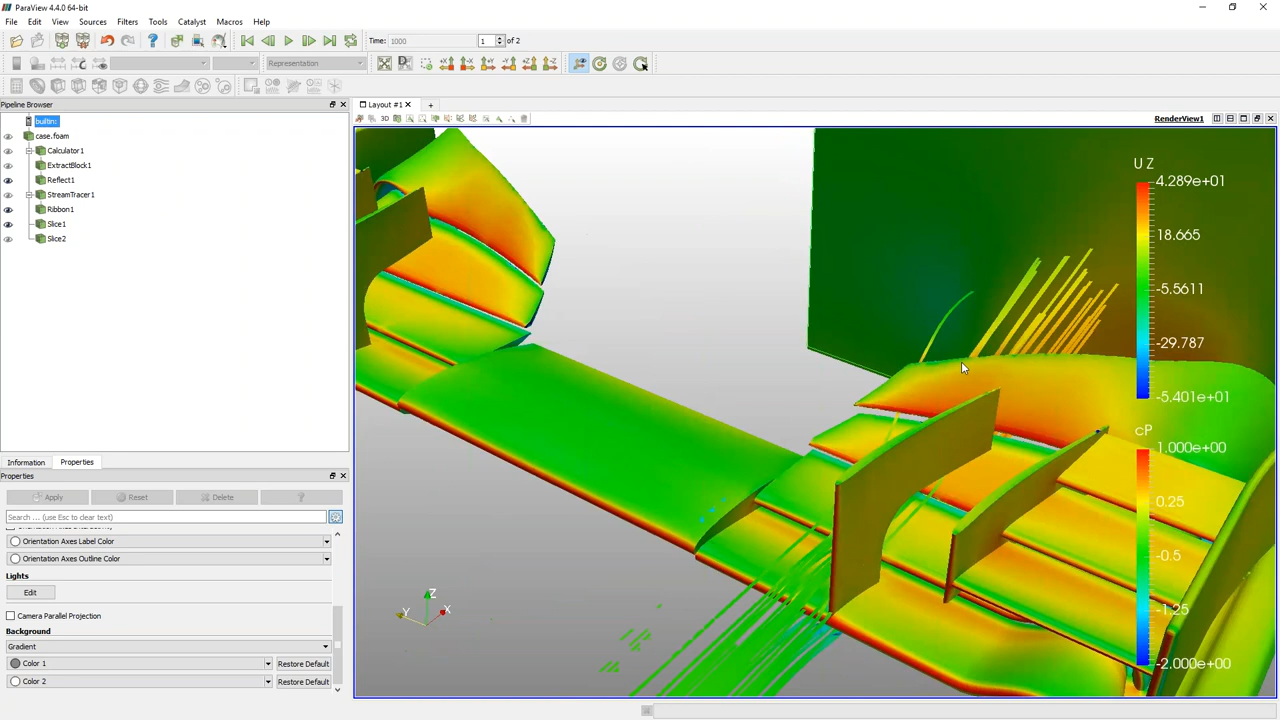 ParaView 4.4.0 64-bit
File Edit View Sources Filters Tools Catalyst Macros Help
Time: 1000 1 of 2
Representation
Pipeline Browser
Layout #1
3D
RenderView1
builtin:
case.foam
Calculator1
ExtractBlock1
Reflect1
StreamTracer1
Ribbon1
Slice1
Slice2
Information Properties
Properties
Apply Reset Delete ?
Search ... (use Esc to clear text)
Orientation Axes Label Color
Orientation Axes Outline Color
Lights
Edit
Camera Parallel Projection
Background
Gradient
Color 1 Restore Default
Color 2 Restore Default
U Z
4.289e+01
18.665
-5.5611
-29.787
-5.401e+01
cP
1.000e+00
0.25
-0.5
-1.25
-2.000e+00
Z
Y X